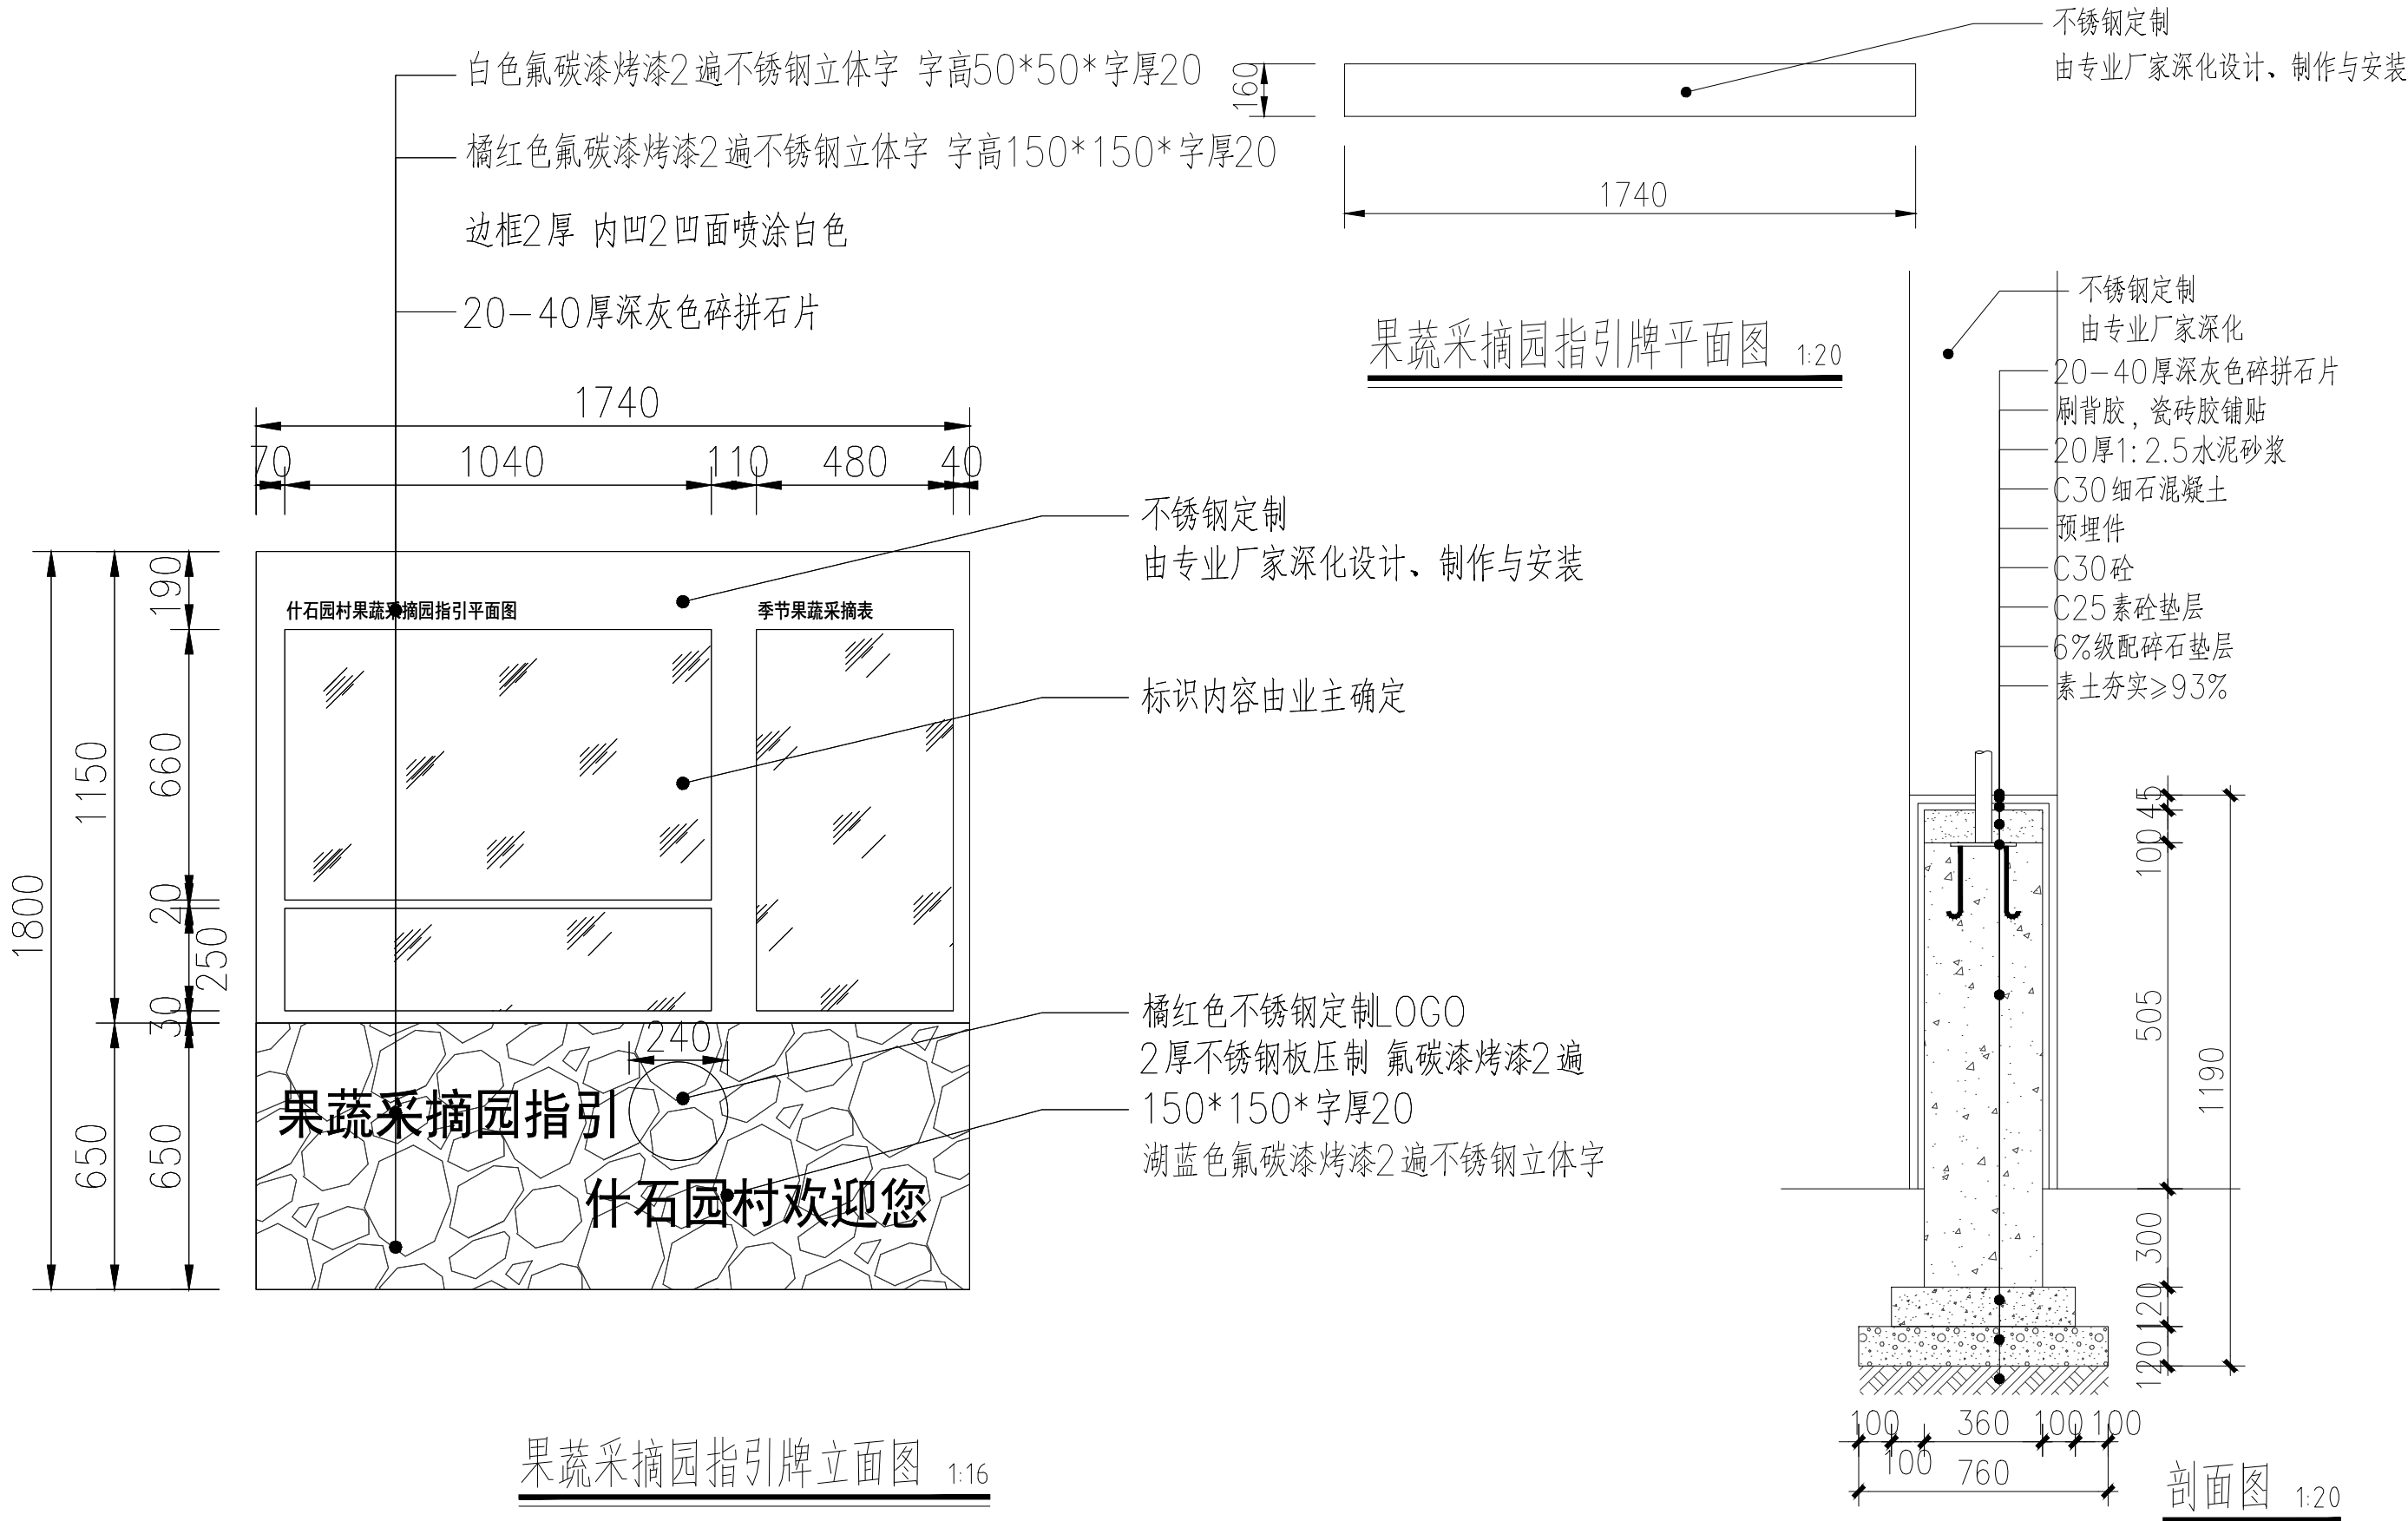 白色氟碳漆烤漆2遍不锈钢立体字 字高50*50*字厚20
橘红色氟碳漆烤漆2遍不锈钢立体字 字高150*150*字厚20
边框2厚 内凹2凹面喷涂白色
20-40厚深灰色碎拼石片
1740
70
1040
110
480
40
190
660
20
250
30
1150
650
650
1800
什石园村果蔬采摘园指引平面图
季节果蔬采摘表
240
果蔬采摘园指引
什石园村欢迎您
不锈钢定制
由专业厂家深化设计、制作与安装
标识内容由业主确定
橘红色不锈钢定制LOGO
2厚不锈钢板压制 氟碳漆烤漆2遍
150*150*字厚20
湖蓝色氟碳漆烤漆2遍不锈钢立体字
果蔬采摘园指引牌立面图 1:16
不锈钢定制
由专业厂家深化设计、制作与安装
160
1740
果蔬采摘园指引牌平面图 1:20
不锈钢定制
由专业厂家深化
20-40厚深灰色碎拼石片
刷背胶,瓷砖胶铺贴
20厚1:2.5水泥砂浆
C30细石混凝土
预埋件
C30砼
C25素砼垫层
6%级配碎石垫层
素土夯实≥93%
45
100
505
300
120
120
1190
100
100
360
100
100
760
剖面图 1:20